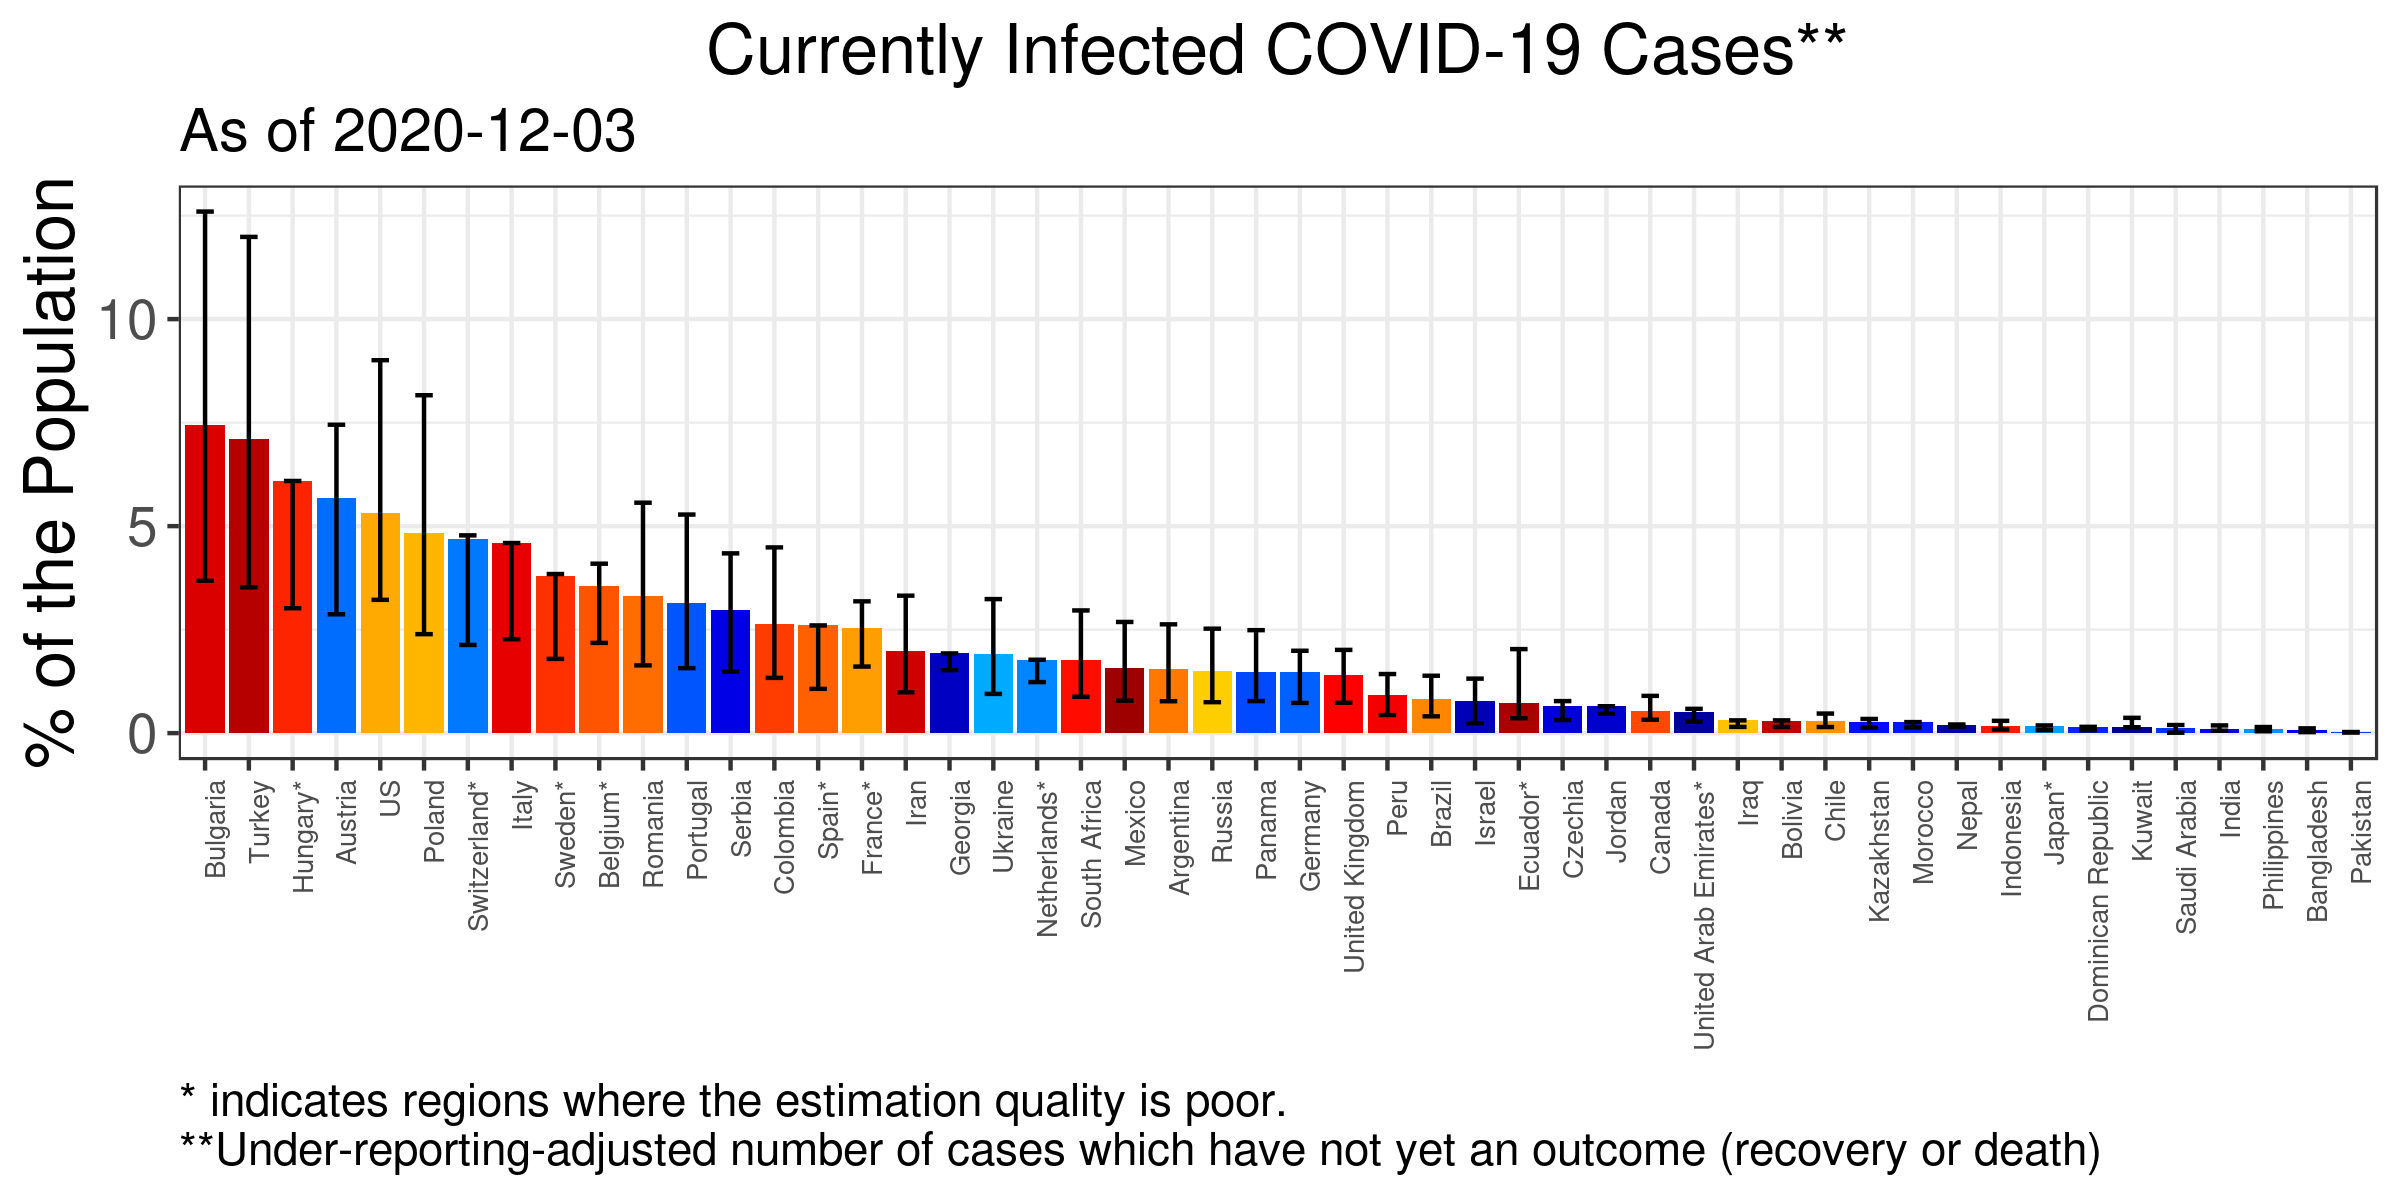 Currently Infected COVID-19 Cases**
As of 2020-12-03
% of the Population
10
5
0
Bulgaria
Turkey
Hungary*
Austria
US
Poland
Switzerland*
Italy
Sweden*
Belgium*
Romania
Portugal
Serbia
Colombia
Spain*
France*
Iran
Georgia
Ukraine
Netherlands*
South Africa
Mexico
Argentina
Russia
Panama
Germany
United Kingdom
Peru
Brazil
Israel
Ecuador*
Czechia
Jordan
Canada
United Arab Emirates*
Iraq
Bolivia
Chile
Kazakhstan
Morocco
Nepal
Indonesia
Japan*
Dominican Republic
Kuwait
Saudi Arabia
India
Philippines
Bangladesh
Pakistan
* indicates regions where the estimation quality is poor.
**Under-reporting-adjusted number of cases which have not yet an outcome (recovery or death)